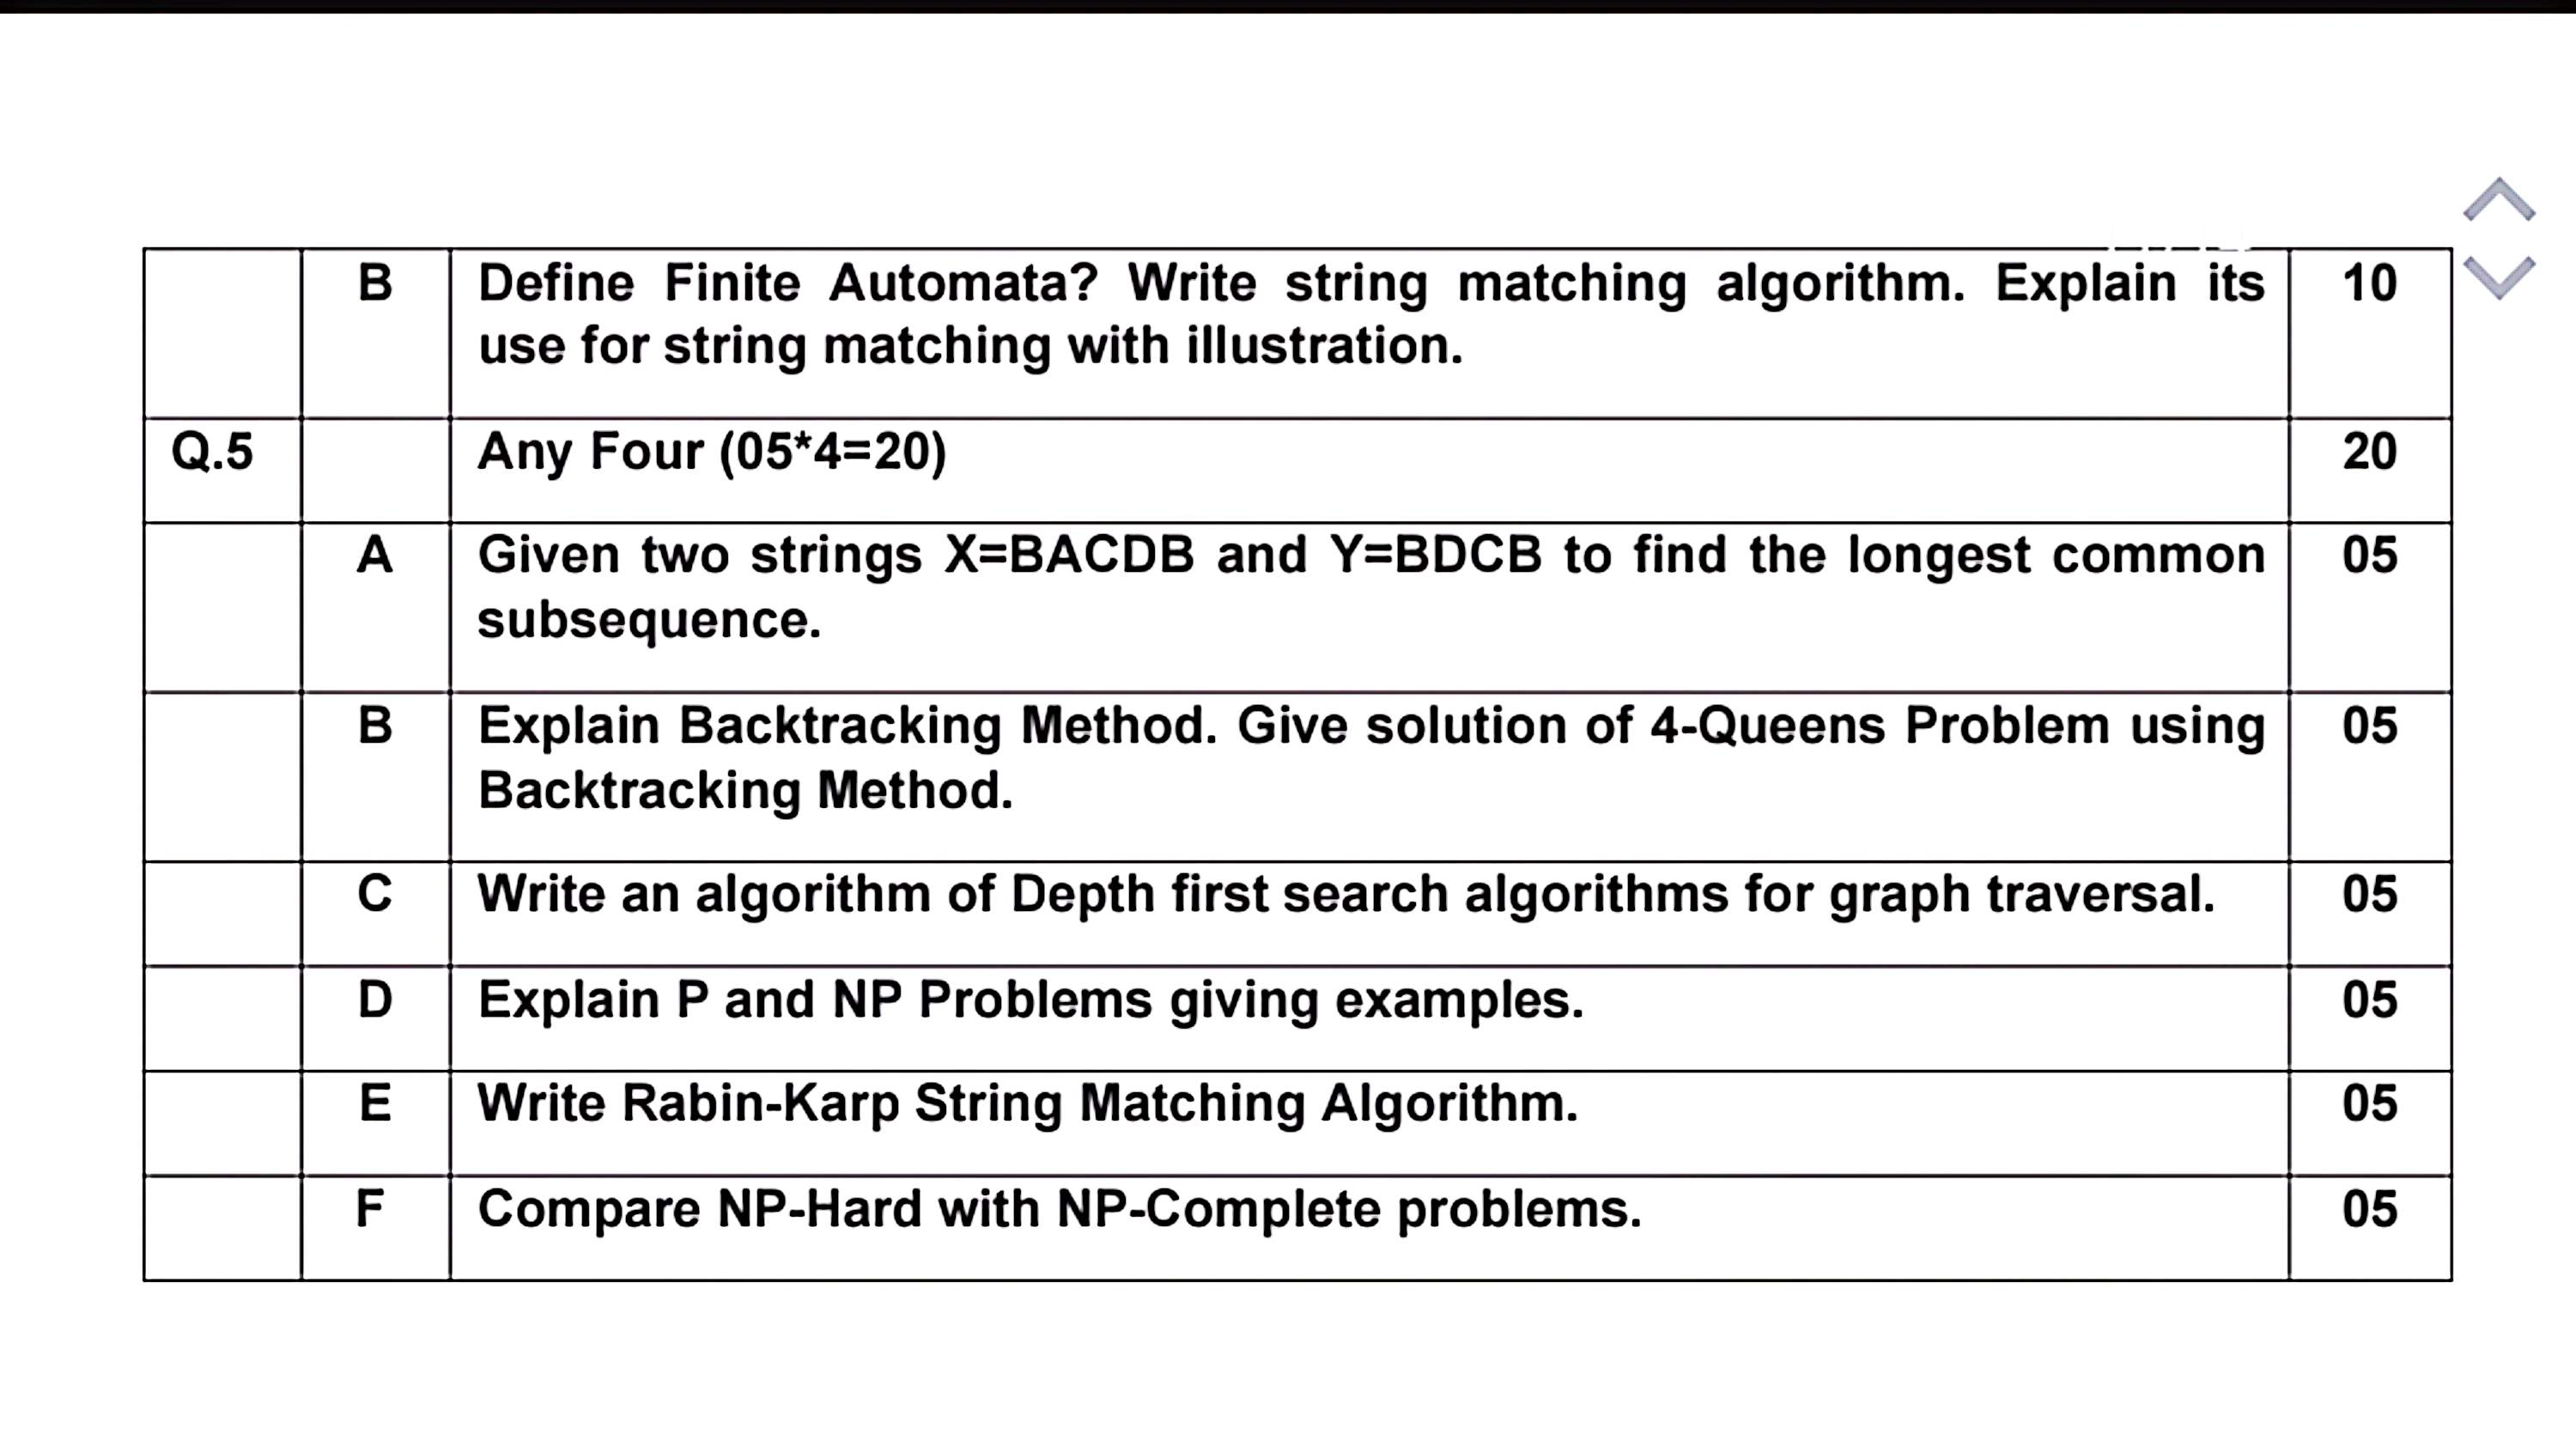 B Define Finite Automata? Write string matching algorithm. Explain its 10
use for string matching with illustration.
Q.5 Any Four (05*4=20) 20
A Given two strings X=BACDB and Y=BDCB to find the longest common 05
subsequence.
B Explain Backtracking Method. Give solution of 4-Queens Problem using 05
Backtracking Method.
C Write an algorithm of Depth first search algorithms for graph traversal. 05
D Explain P and NP Problems giving examples. 05
E Write Rabin-Karp String Matching Algorithm. 05
F Compare NP-Hard with NP-Complete problems. 05